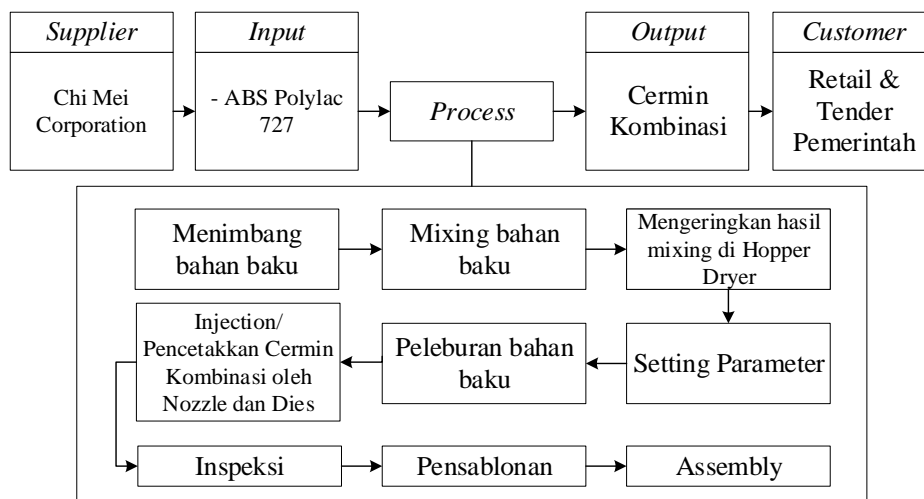 Supplier
Chi Mei
Corporation
Input
- ABS Polylac
727
Process
Output
Cermin
Kombinasi
Customer
Retail &
Tender
Pemerintah
Menimbang
bahan baku
Mixing bahan
baku
Mengeringkan hasil
mixing di Hopper
Dryer
Setting Parameter
Peleburan bahan
baku
Injection/
Pencetakkan Cermin
Kombinasi oleh
Nozzle dan Dies
Inspeksi
Pensablonan
Assembly